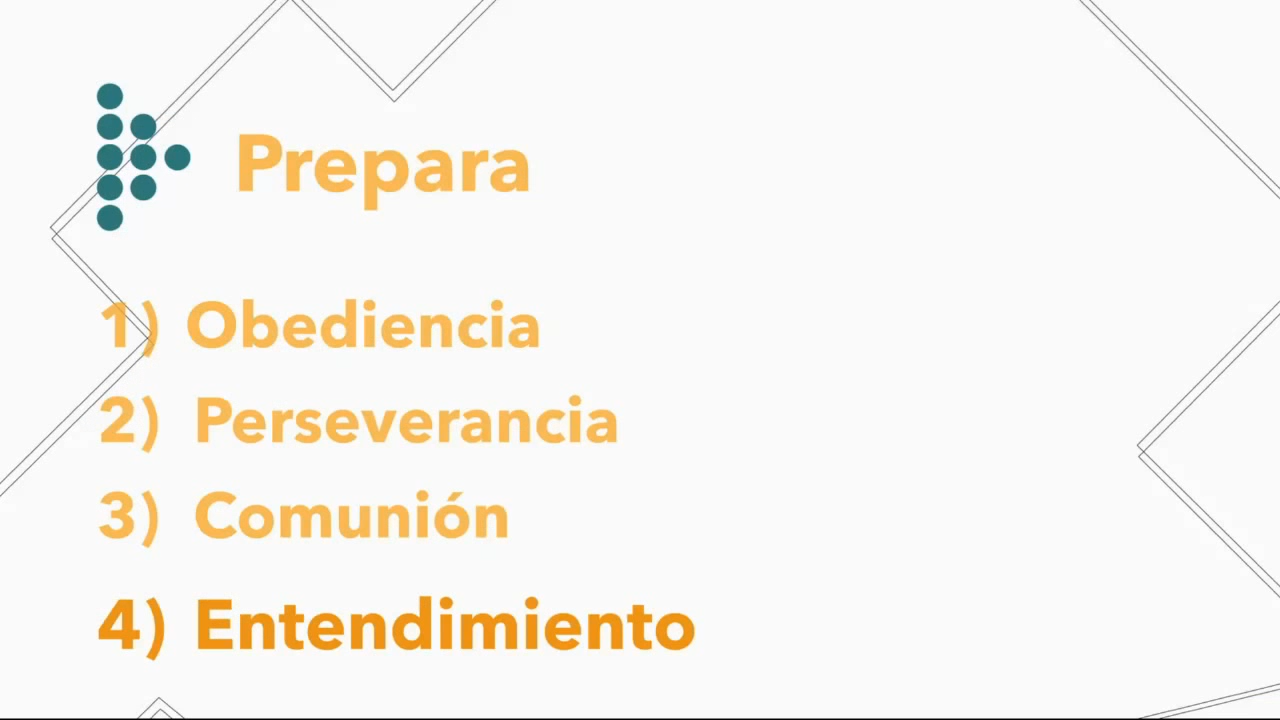 Prepara
1) Obediencia
2) Perseverancia
3) Comunión
4) Entendimiento